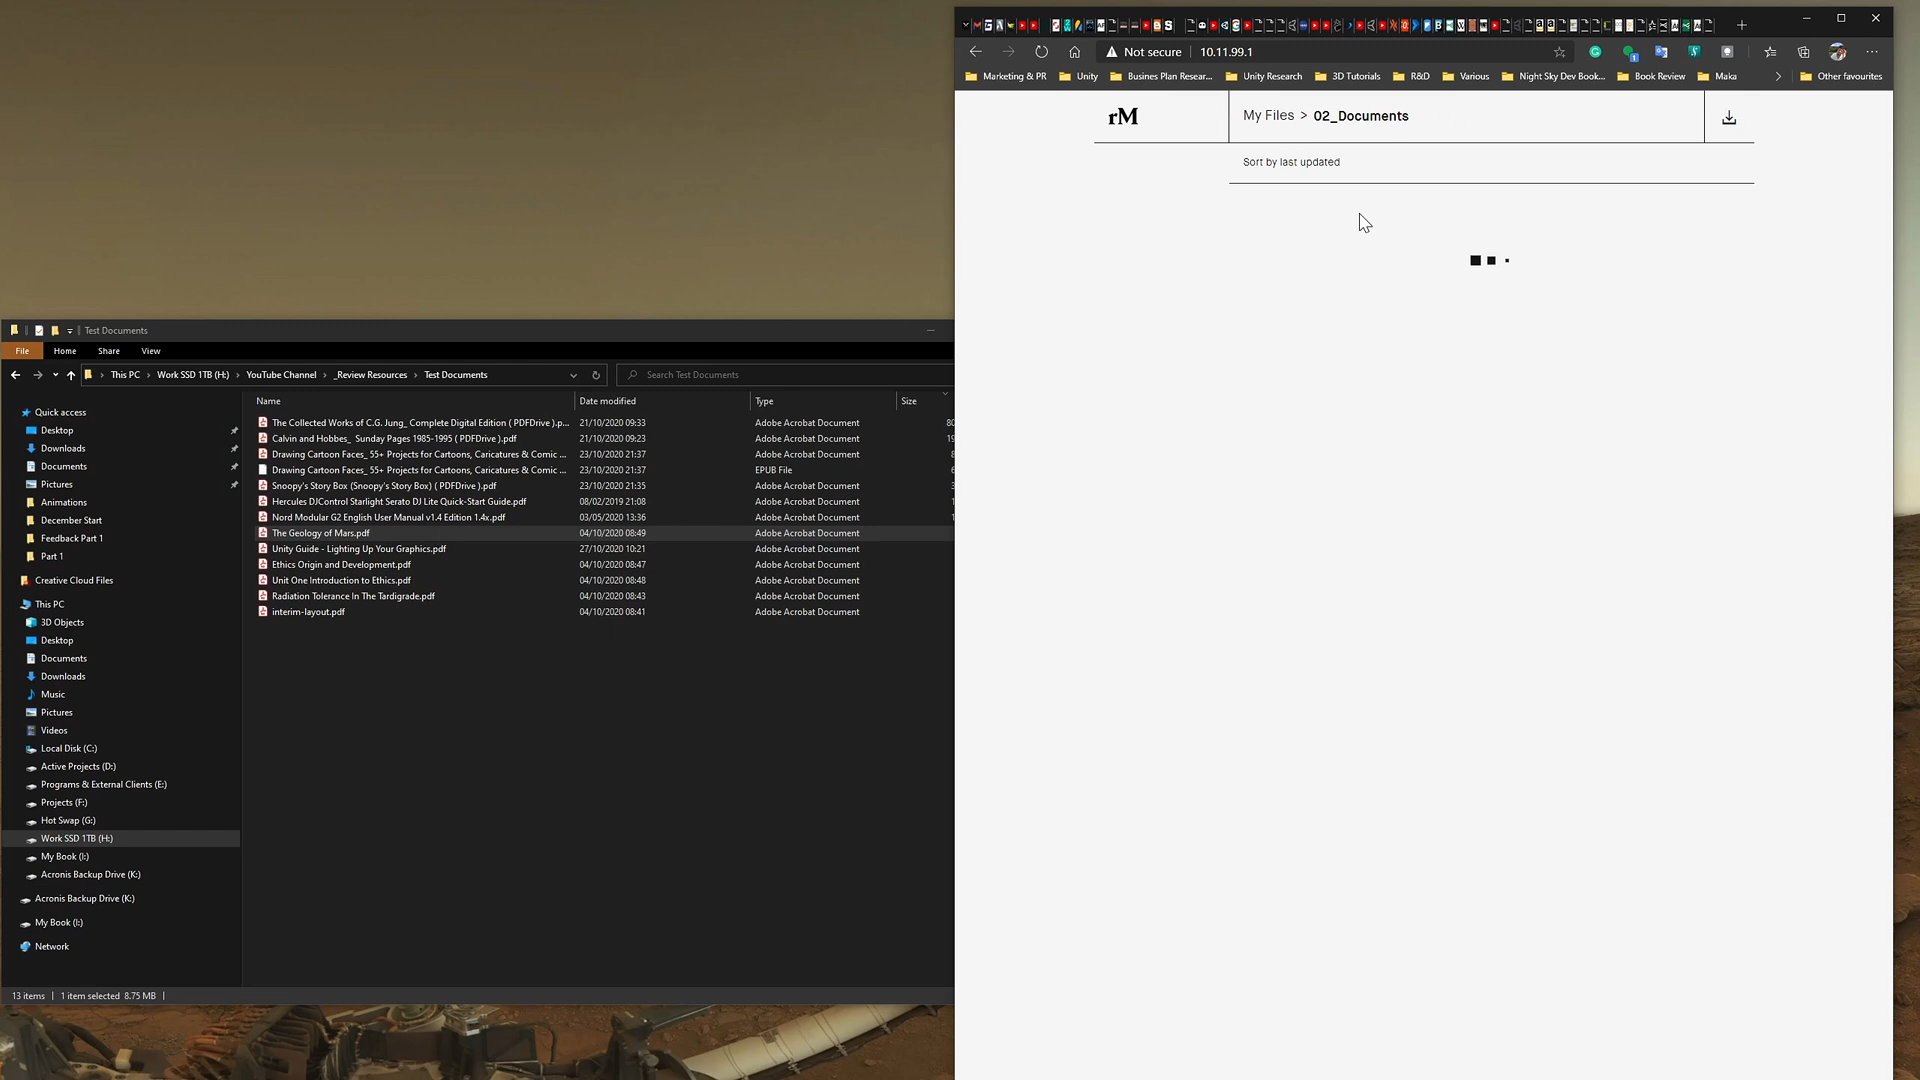 Test Documents
File Home Share View
This PC > Work SSD 1TB (H:) > YouTube Channel > _Review Resources > Test Documents
Search Test Documents
Name Date modified Type Size
The Collected Works of C.G. Jung_ Complete Digital Edition ( PDFDrive ).p... 21/10/2020 09:33 Adobe Acrobat Document 80
Calvin and Hobbes_ Sunday Pages 1985-1995 ( PDFDrive ).pdf 21/10/2020 09:23 Adobe Acrobat Document 19
Drawing Cartoon Faces_ 55+ Projects for Cartoons, Caricatures & Comic ... 23/10/2020 21:37 Adobe Acrobat Document
Drawing Cartoon Faces_ 55+ Projects for Cartoons, Caricatures & Comic ... 23/10/2020 21:37 EPUB File
Snoopy's Story Box (Snoopy's Story Box) ( PDFDrive ).pdf 23/10/2020 21:35 Adobe Acrobat Document
Hercules DJControl Starlight Serato DJ Lite Quick-Start Guide.pdf 08/02/2019 21:08 Adobe Acrobat Document
Nord Modular G2 English User Manual v1.4 Edition 1.4x.pdf 03/05/2020 13:36 Adobe Acrobat Document
The Geology of Mars.pdf 04/10/2020 08:49 Adobe Acrobat Document
Unity Guide - Lighting Up Your Graphics.pdf 27/10/2020 10:21 Adobe Acrobat Document
Ethics Origin and Development.pdf 04/10/2020 08:47 Adobe Acrobat Document
Unit One Introduction to Ethics.pdf 04/10/2020 08:48 Adobe Acrobat Document
Radiation Tolerance In The Tardigrade.pdf 04/10/2020 08:43 Adobe Acrobat Document
interim-layout.pdf 04/10/2020 08:41 Adobe Acrobat Document
Quick access
Desktop
Downloads
Documents
Pictures
Animations
December Start
Feedback Part 1
Part 1
Creative Cloud Files
This PC
3D Objects
Desktop
Documents
Downloads
Music
Pictures
Videos
Local Disk (C:)
Active Projects (D:)
Programs & External Clients (E:)
Projects (F:)
Hot Swap (G:)
Work SSD 1TB (H:)
My Book (I:)
Acronis Backup Drive (K:)
Acronis Backup Drive (K:)
My Book (I:)
Network
13 items 1 item selected 8.75 MB
Not secure 10.11.99.1
Marketing & PR Unity Busines Plan Resear... Unity Research 3D Tutorials R&D Various Night Sky Dev Book... Book Review Maka Other favourites
rM
My Files > 02_Documents
Sort by last updated